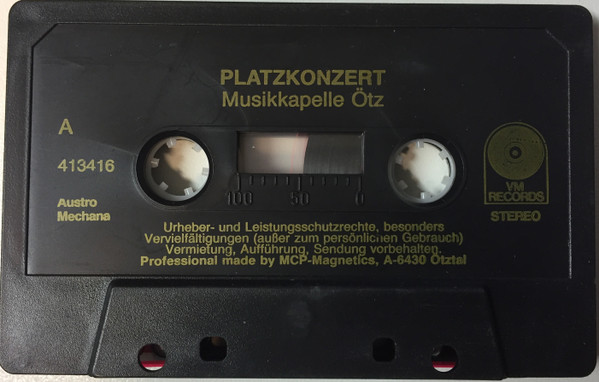 PLATZKONZERT
Musikkapelle Ötz
A
413416
Austro
Mechana
100 50 0
VM
RECORDS
STEREO
Urheber- und Leistungsschutzrechte, besonders
Vervielfältigungen (außer zum persönlichen Gebrauch)
Vermietung, Aufführung, Sendung vorbehalten.
Professional made by MCP-Magnetics, A-6430 Ötztal